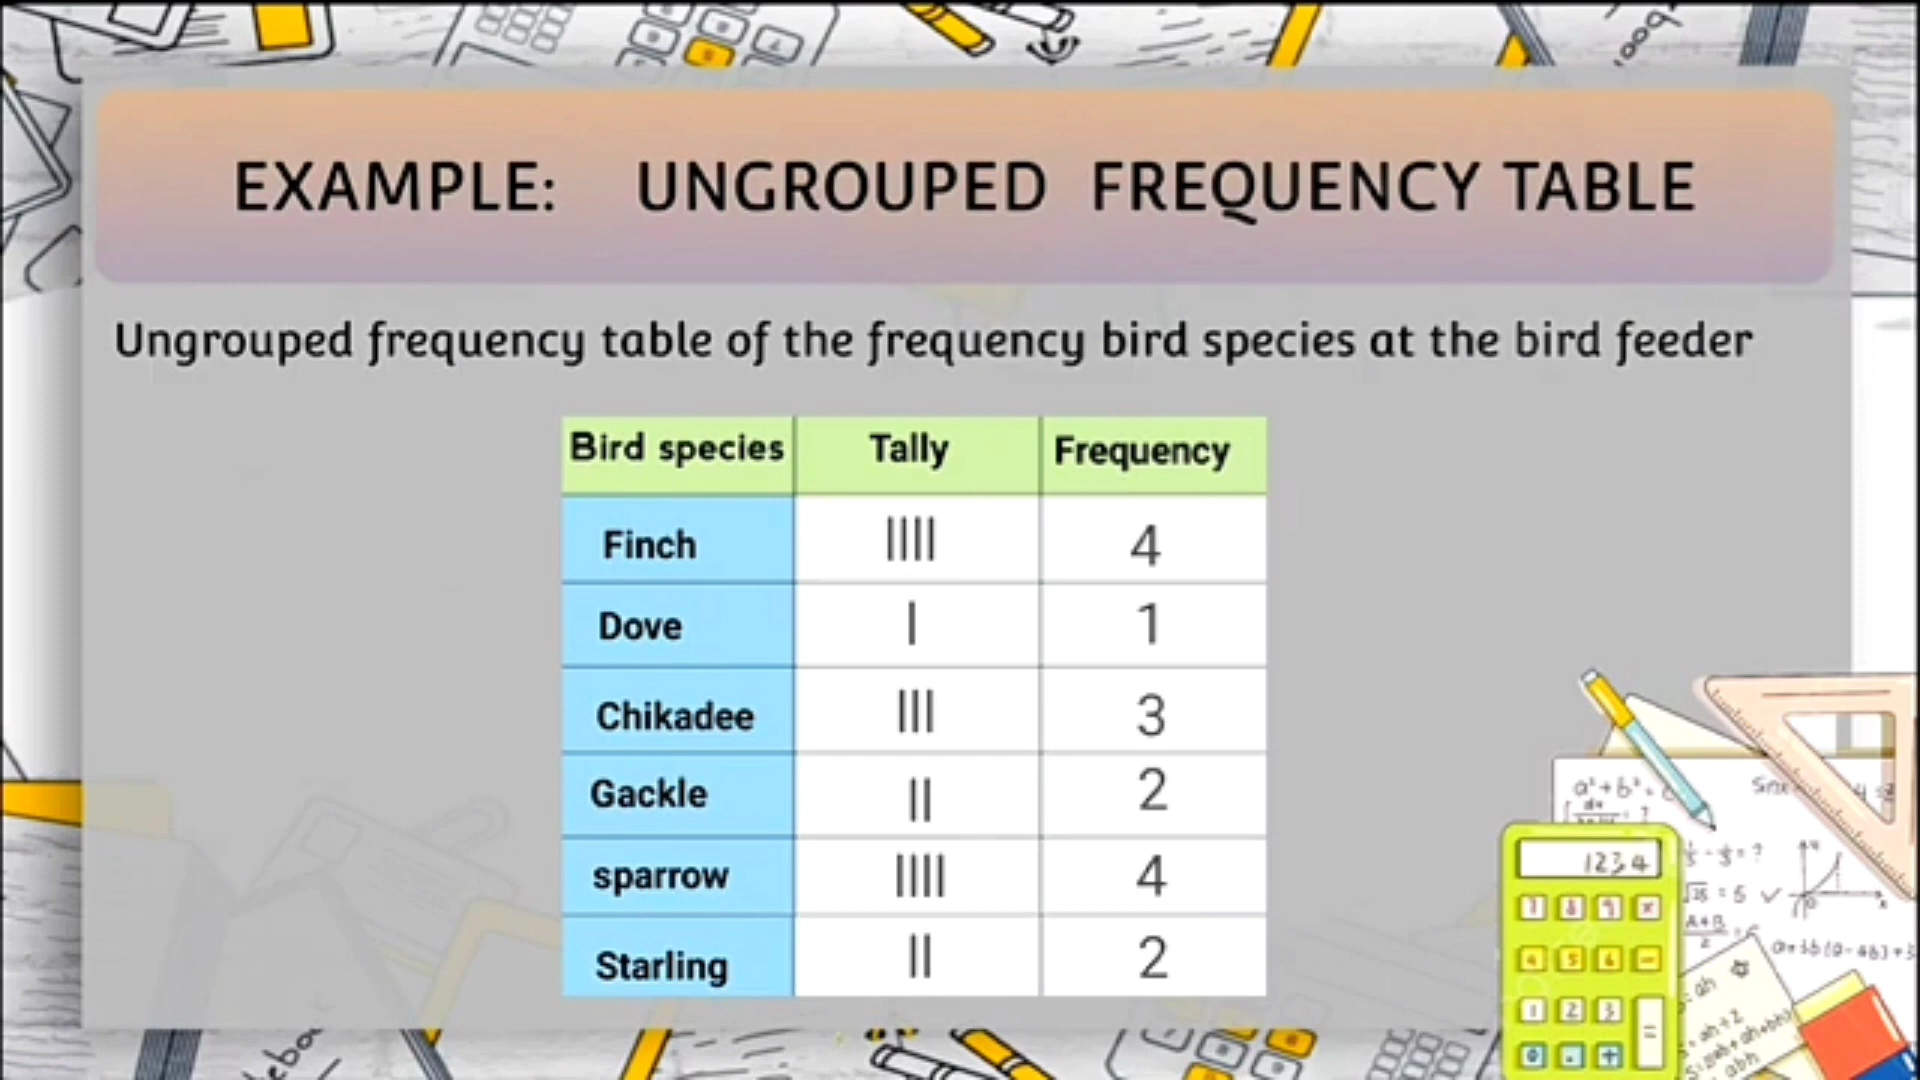 EXAMPLE: UNGROUPED FREQUENCY TABLE
Ungrouped frequency table of the frequency bird species at the bird feeder
Bird species Tally Frequency
Finch |||| 4
Dove | 1
Chikadee ||| 3
Gackle || 2
sparrow |||| 4
Starling || 2
1234